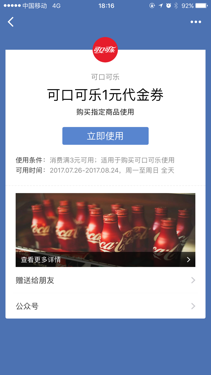 中国移动 4G 18:16 92%
可口可乐
可口可乐
可口可乐1元代金券
购买指定商品使用
立即使用
使用条件： 消费满3元可用；适用于购买可口可乐使用
可用时间： 2017.07.26-2017.08.24，周一至周日 全天
Coca-Cola
查看更多详情
赠送给朋友
公众号